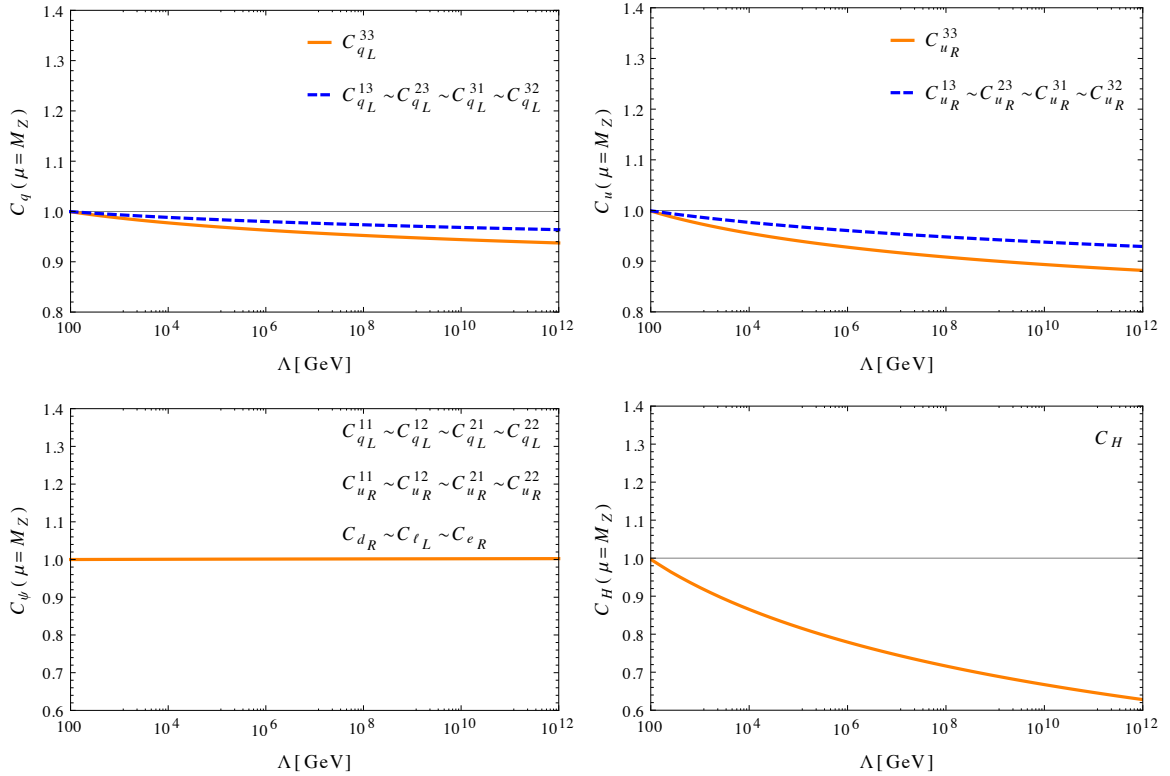 1.4
1.3
1.2
1.1
1.0
0.9
0.8
C_q ( μ = M_Z )
C_{q_L}^{33}
C_{q_L}^{13} ~ C_{q_L}^{23} ~ C_{q_L}^{31} ~ C_{q_L}^{32}
100 10^4 10^6 10^8 10^10 10^12
Λ [ GeV ]
1.4
1.3
1.2
1.1
1.0
0.9
0.8
C_u ( μ = M_Z )
C_{u_R}^{33}
C_{u_R}^{13} ~ C_{u_R}^{23} ~ C_{u_R}^{31} ~ C_{u_R}^{32}
100 10^4 10^6 10^8 10^10 10^12
Λ [ GeV ]
1.4
1.3
1.2
1.1
1.0
0.9
0.8
0.7
0.6
C_ψ ( μ = M_Z )
C_{q_L}^{11} ~ C_{q_L}^{12} ~ C_{q_L}^{21} ~ C_{q_L}^{22}
C_{u_R}^{11} ~ C_{u_R}^{12} ~ C_{u_R}^{21} ~ C_{u_R}^{22}
C_{d_R} ~ C_{ℓ_L} ~ C_{e_R}
100 10^4 10^6 10^8 10^10 10^12
Λ [ GeV ]
1.4
1.3
1.2
1.1
1.0
0.9
0.8
0.7
0.6
C_H ( μ = M_Z )
C_H
100 10^4 10^6 10^8 10^10 10^12
Λ [ GeV ]